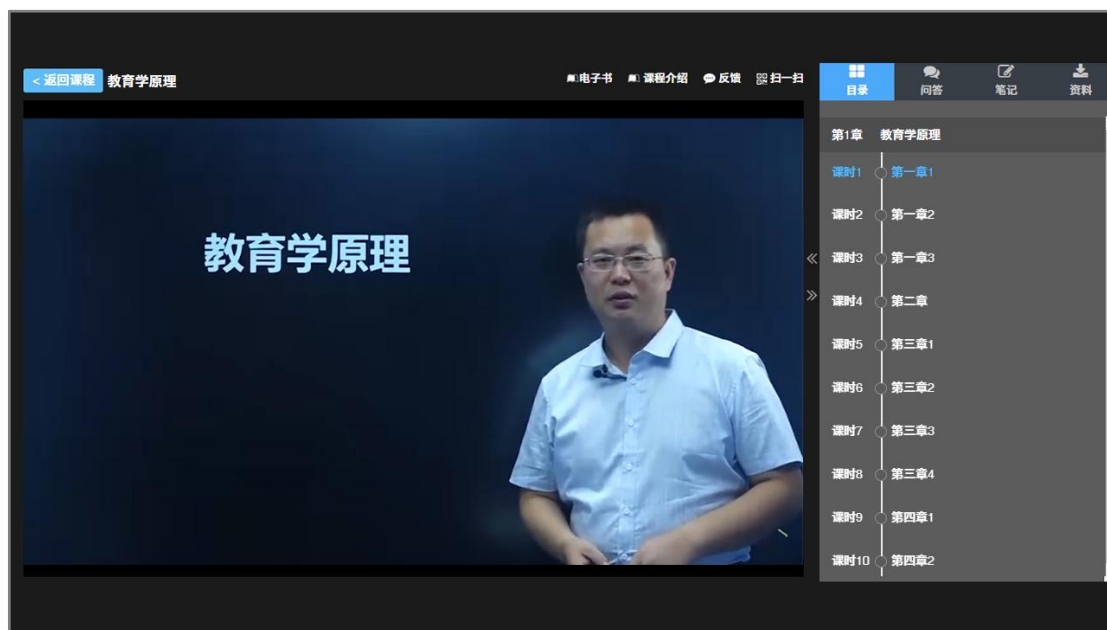 < 返回课程 教育学原理
电子书 课程介绍 反馈 扫一扫
目录 问答 笔记 资料
教育学原理
第1章 教育学原理
课时1 第一章1
课时2 第一章2
课时3 第一章3
课时4 第二章
课时5 第三章1
课时6 第三章2
课时7 第三章3
课时8 第三章4
课时9 第四章1
课时10 第四章2